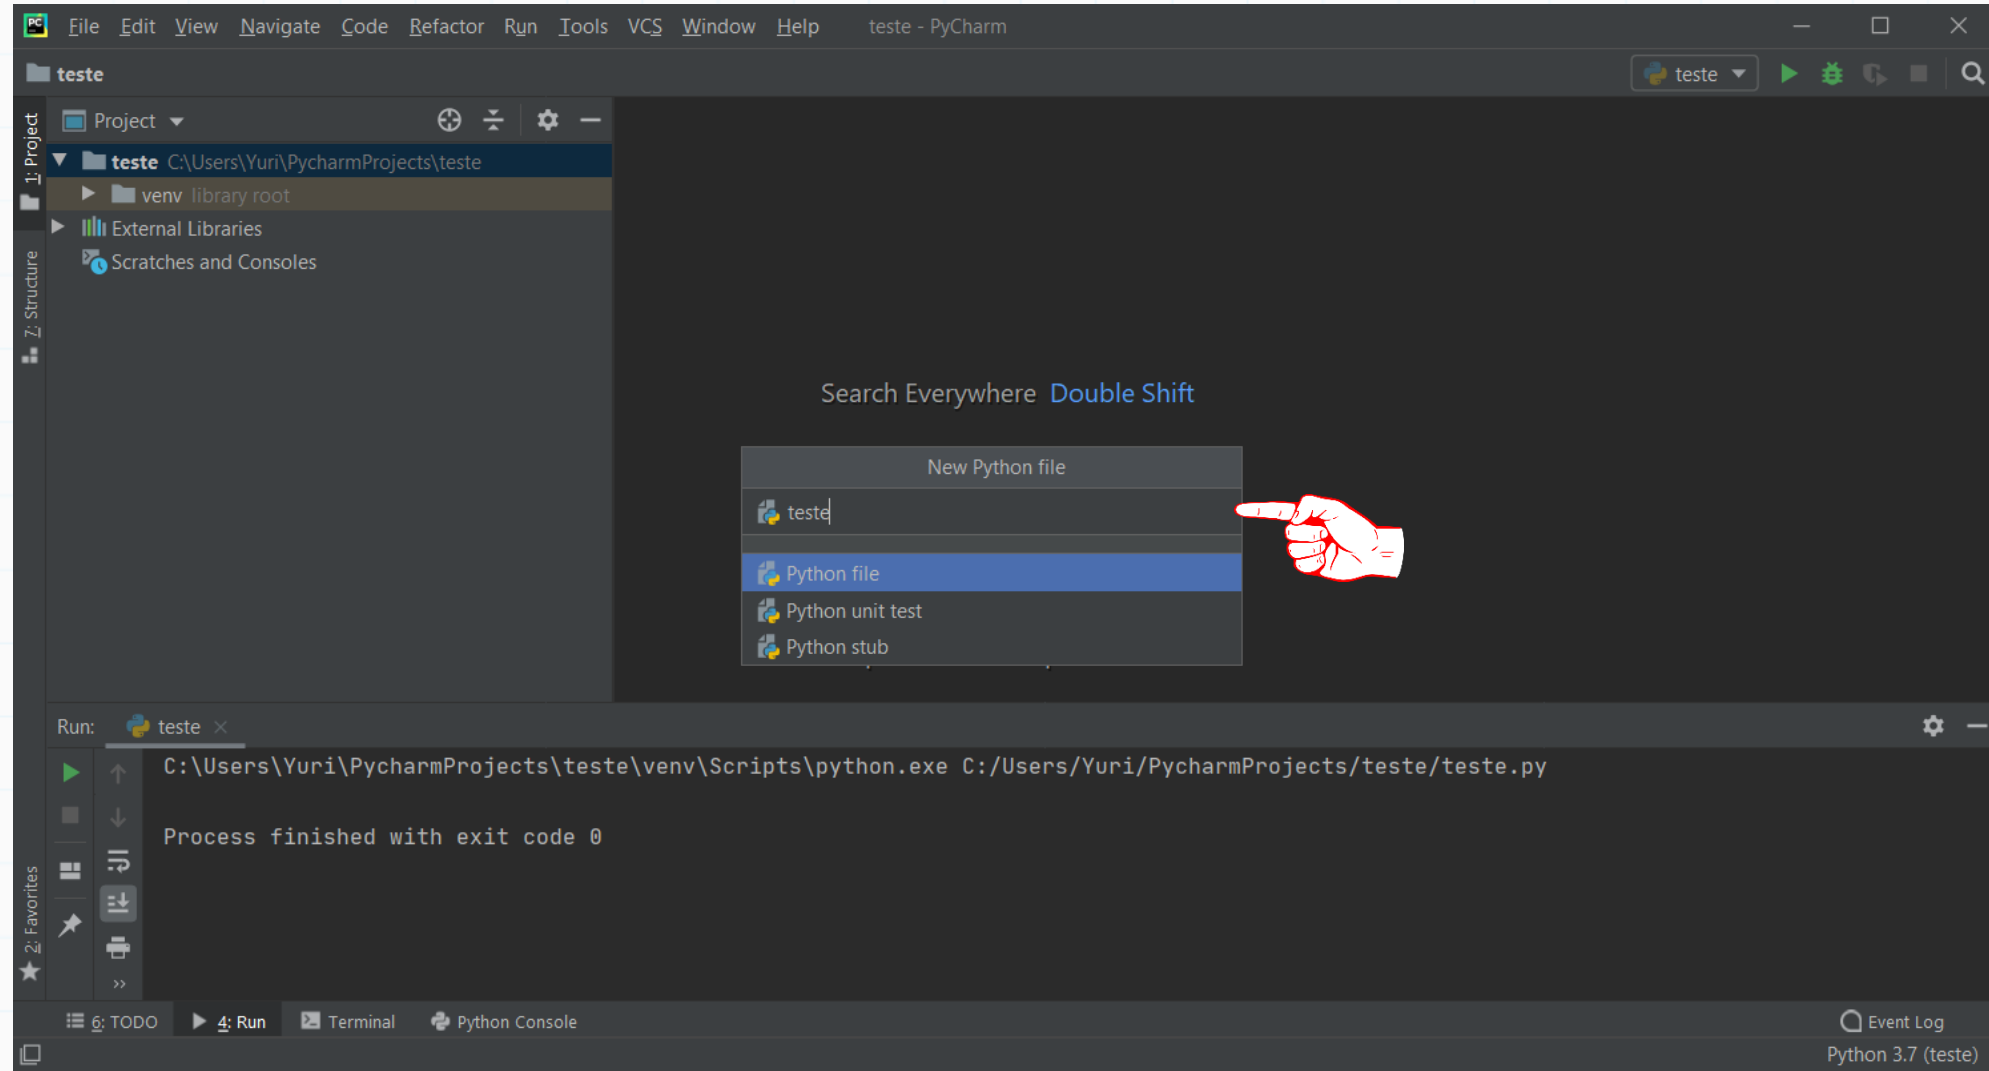 PC File Edit View Navigate Code Refactor Run Tools VCS Window Help teste - PyCharm
teste teste
1: Project
Project
teste C:\Users\Yuri\PycharmProjects\teste
venv library root
External Libraries
Scratches and Consoles
7: Structure
Search Everywhere Double Shift
New Python file
teste
Python file
Python unit test
Python stub
Run: teste
C:\Users\Yuri\PycharmProjects\teste\venv\Scripts\python.exe C:/Users/Yuri/PycharmProjects/teste/teste.py
Process finished with exit code 0
2: Favorites
6: TODO 4: Run Terminal Python Console Event Log
Python 3.7 (teste)